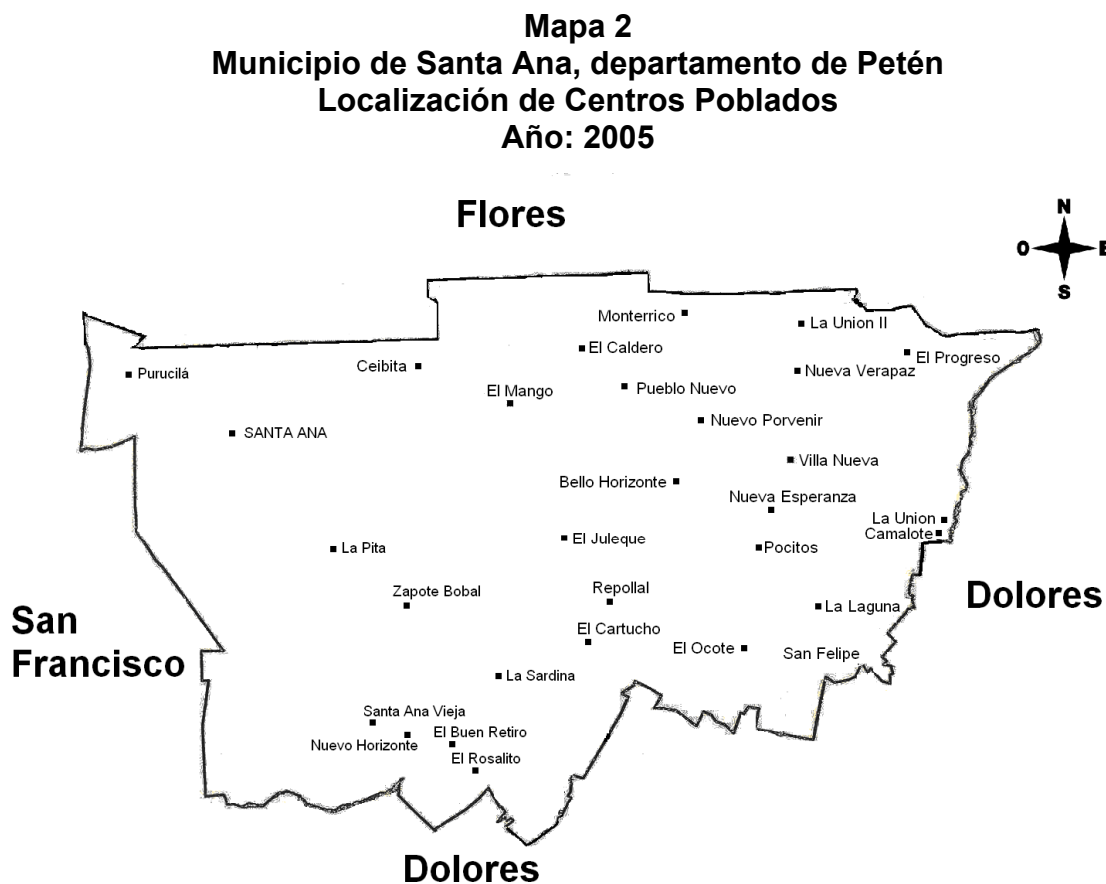 Mapa 2
Municipio de Santa Ana, departamento de Petén
Localización de Centros Poblados
Año: 2005
Flores
N
O E
S
Monterrico
La Union II
El Caldero
El Progreso
Ceibita
Purucilá
Nueva Verapaz
El Mango
Pueblo Nuevo
Nuevo Porvenir
SANTA ANA
Villa Nueva
Bello Horizonte
Nueva Esperanza
La Union
Camalote
El Juleque
La Pita
Pocitos
Zapote Bobal
Repollal
La Laguna
Dolores
San
Francisco
El Cartucho
El Ocote
San Felipe
La Sardina
Santa Ana Vieja
El Buen Retiro
Nuevo Horizonte
El Rosalito
Dolores